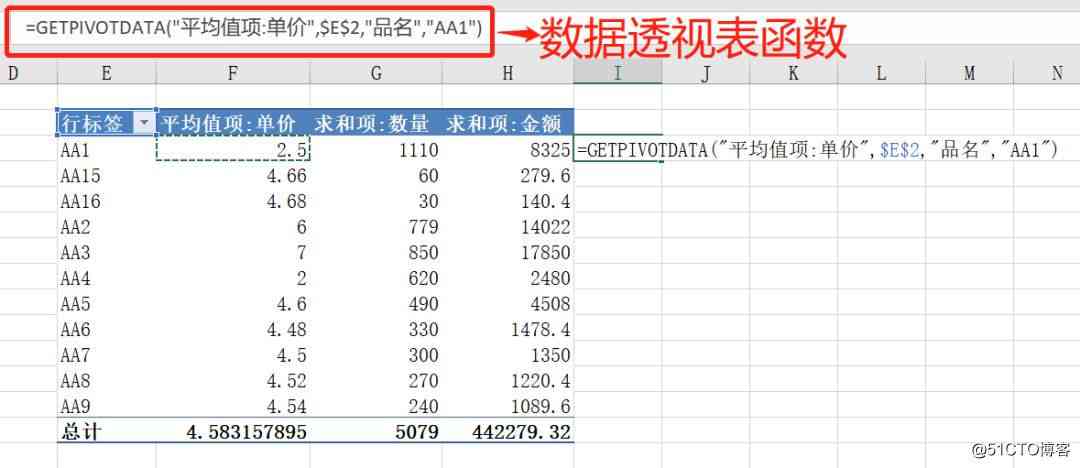 =GETPIVOTDATA("平均值项:单价",$E$2,"品名","AA1")
数据透视表函数
D E F G H I J K L M N
行标签 平均值项:单价 求和项:数量 求和项:金额
AA1 2.5 1110 8325 =GETPIVOTDATA("平均值项:单价",$E$2,"品名","AA1")
AA15 4.66 60 279.6
AA16 4.68 30 140.4
AA2 6 779 14022
AA3 7 850 17850
AA4 2 620 2480
AA5 4.6 490 4508
AA6 4.48 330 1478.4
AA7 4.5 300 1350
AA8 4.52 270 1220.4
AA9 4.54 240 1089.6
总计 4.583157895 5079 442279.32
@51CTO博客